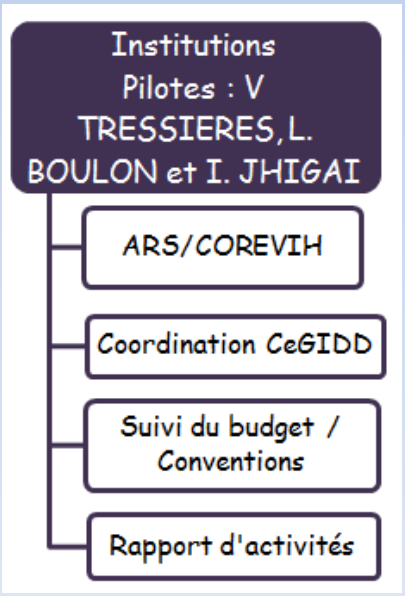 Institutions
Pilotes : V
TRESSIERES, L.
BOULON et I. JHIGAI
ARS/COREVIH
Coordination CeGIDD
Suivi du budget /
Conventions
Rapport d'activités